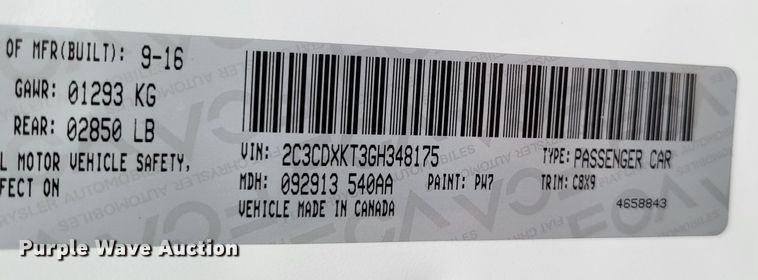 OF MFR(BUILT): 9-16
GAWR: 01293 KG
REAR: 02850 LB
L MOTOR VEHICLE SAFETY,
FECT ON
VIN: 2C3CDXKT3GH348175
TYPE: PASSENGER CAR
MDH: 092913 540AA
PAINT: PW7
TRIM: C8X9
VEHICLE MADE IN CANADA
4658843
Purple Wave Auction